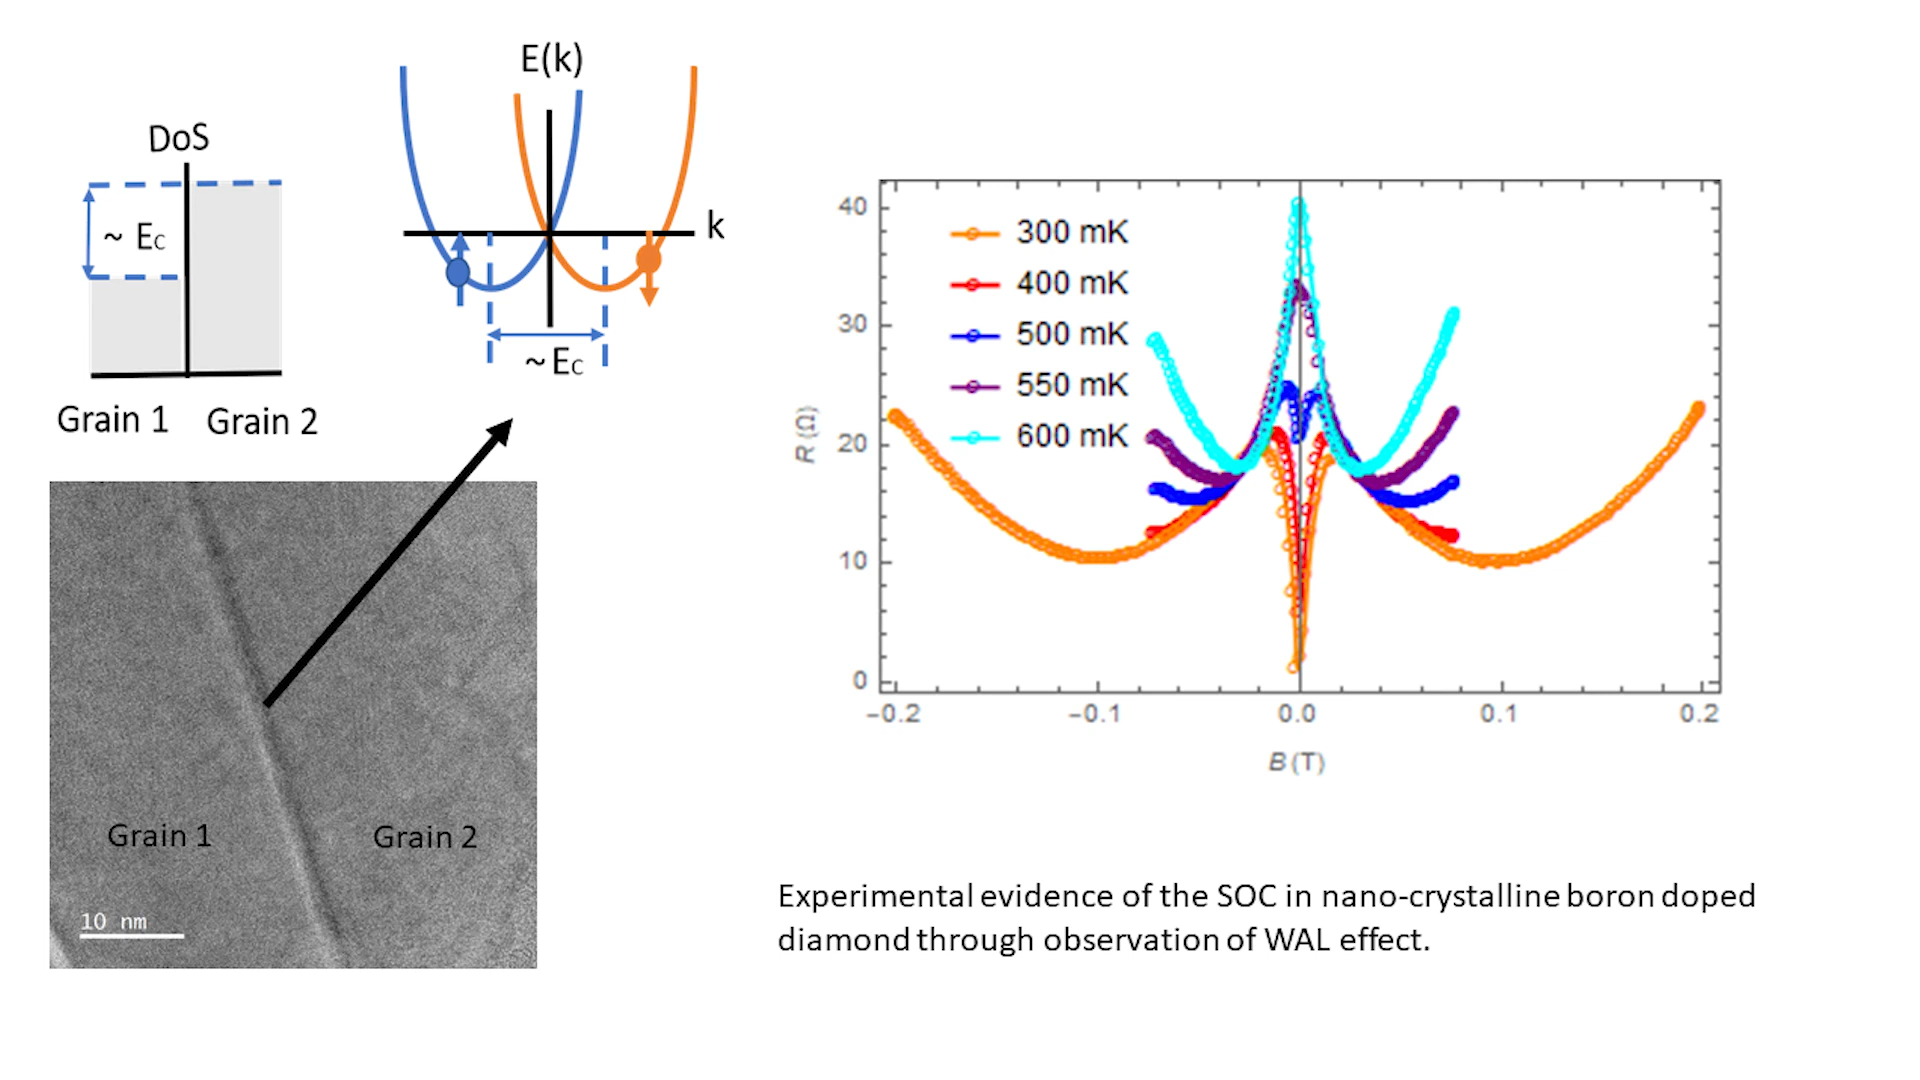 E(k)
DoS
~ Ec
k
~ Ec
Grain 1 Grain 2
Grain 1 Grain 2
10 nm
300 mK
400 mK
500 mK
550 mK
600 mK
R (Ω)
40
30
20
10
0
−0.2 −0.1 0.0 0.1 0.2
B (T)
Experimental evidence of the SOC in nano-crystalline boron doped
diamond through observation of WAL effect.